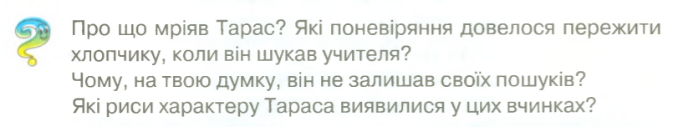 Про що мріяв Тарас? Які поневіряння довелося пережити
хлопчику, коли він шукав учителя?
Чому, на твою думку, він не залишав своїх пошуків?
Які риси характеру Тараса виявилися у цих вчинках?